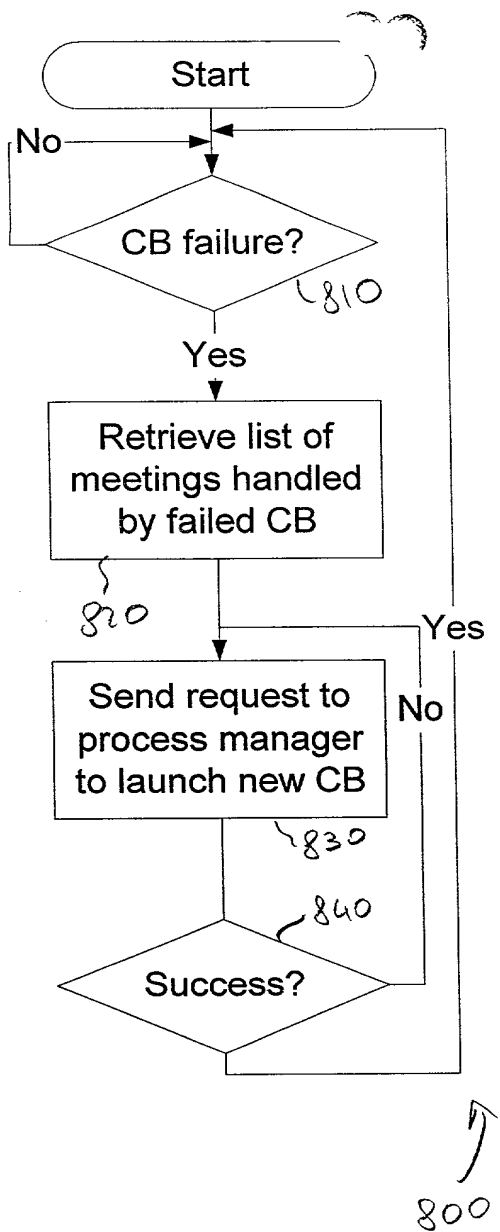 Start
No
CB failure?
810
Yes
Retrieve list of
meetings handled
by failed CB
820
Yes
Send request to
process manager
to launch new CB
No
830
840
Success?
800